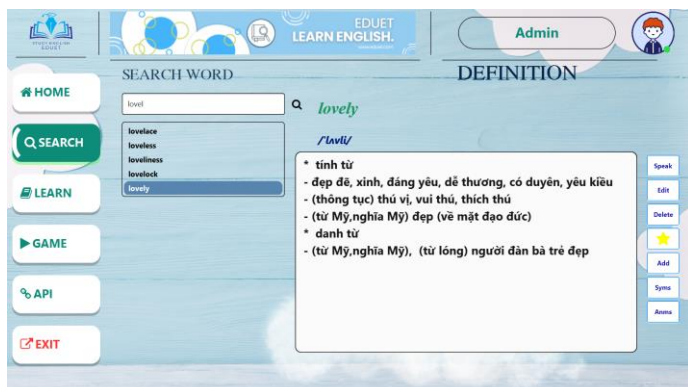 EDUET
LEARN ENGLISH.
Admin
SEARCH WORD
DEFINITION
HOME
SEARCH
LEARN
GAME
API
EXIT
lovel
lovelace
loveless
loveliness
lovelock
lovely
lovely
/'lʌvli/
* tính từ
- đẹp đẽ, xinh, đáng yêu, dễ thương, có duyên, yêu kiều
- (thông tục) thú vị, vui thú, thích thú
- (từ Mỹ,nghĩa Mỹ) đẹp (về mặt đạo đức)
* danh từ
- (từ Mỹ,nghĩa Mỹ), (từ lóng) người đàn bà trẻ đẹp
Speak
Edit
Delete
Add
Syms
Anms